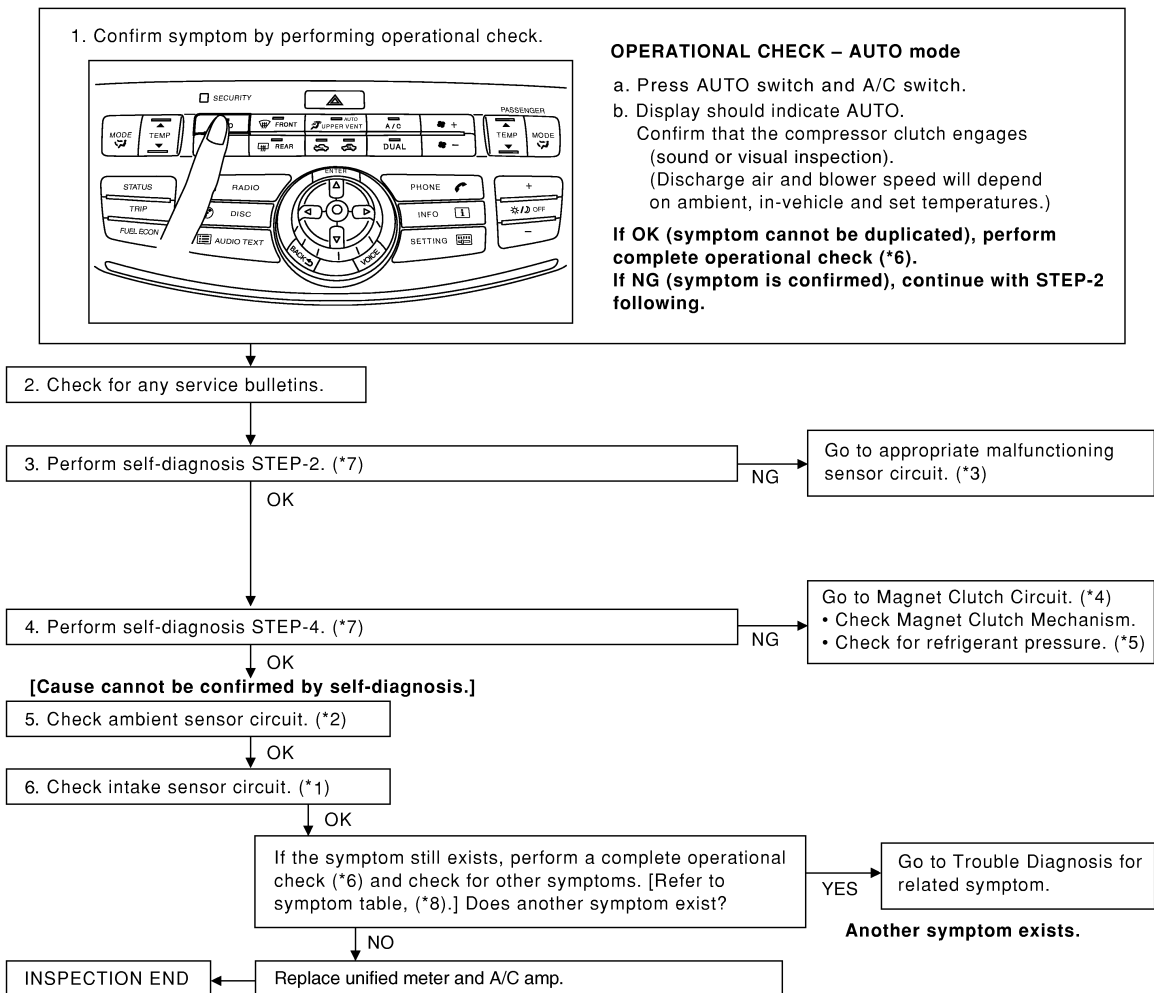 1. Confirm symptom by performing operational check.
SECURITY
PASSENGER
MODE
TEMP
FRONT
AUTO
UPPER VENT
A/C
+
TEMP
MODE
REAR
DUAL
−
STATUS
TRIP
FUEL ECON
RADIO
DISC
AUDIO TEXT
ENTER
BACK
VOICE
PHONE
INFO
i
SETTING
+
OFF
−
OPERATIONAL CHECK – AUTO mode
a. Press AUTO switch and A/C switch.
b. Display should indicate AUTO.
Confirm that the compressor clutch engages
(sound or visual inspection).
(Discharge air and blower speed will depend
on ambient, in-vehicle and set temperatures.)
If OK (symptom cannot be duplicated), perform
complete operational check (*6).
If NG (symptom is confirmed), continue with STEP-2
following.
2. Check for any service bulletins.
3. Perform self-diagnosis STEP-2. (*7)
NG
Go to appropriate malfunctioning
sensor circuit. (*3)
OK
4. Perform self-diagnosis STEP-4. (*7)
NG
Go to Magnet Clutch Circuit. (*4)
• Check Magnet Clutch Mechanism.
• Check for refrigerant pressure. (*5)
OK
[Cause cannot be confirmed by self-diagnosis.]
5. Check ambient sensor circuit. (*2)
OK
6. Check intake sensor circuit. (*1)
OK
If the symptom still exists, perform a complete operational
check (*6) and check for other symptoms. [Refer to
symptom table, (*8).] Does another symptom exist?
YES
Go to Trouble Diagnosis for
related symptom.
Another symptom exists.
NO
INSPECTION END
Replace unified meter and A/C amp.